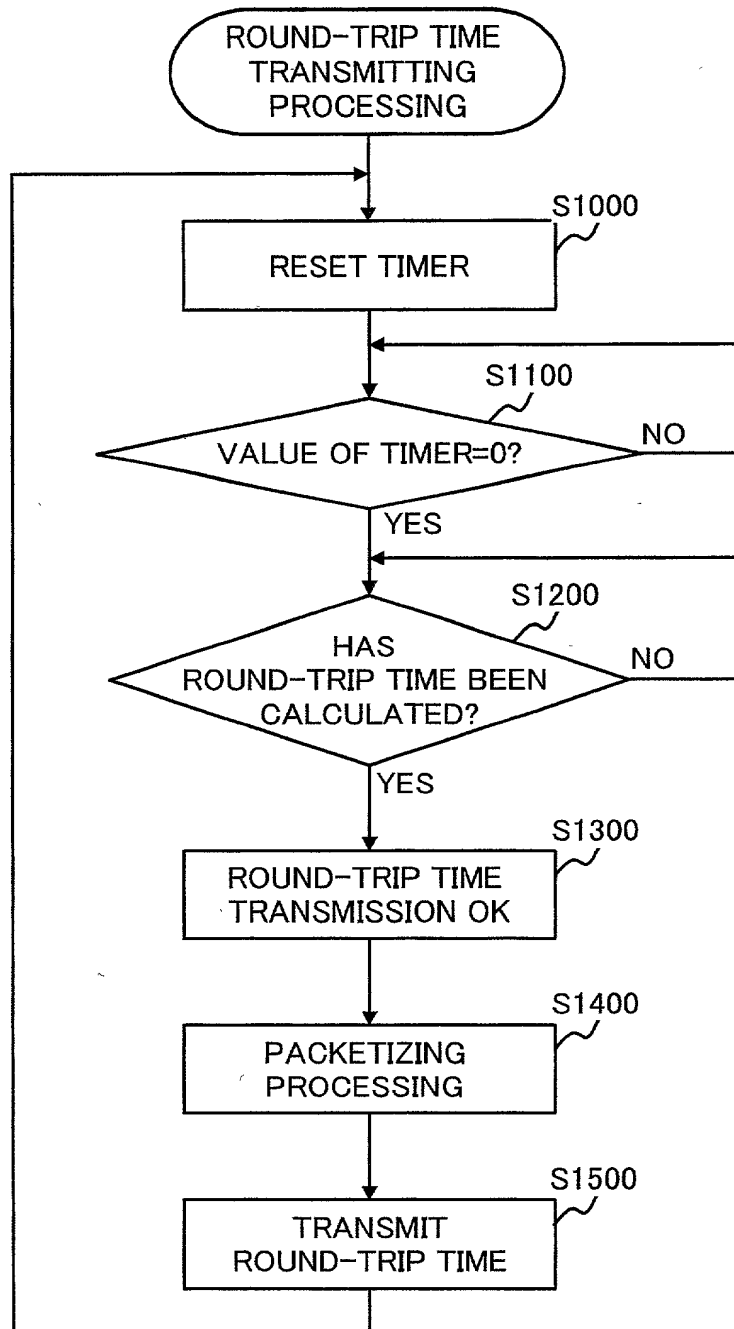 ROUND-TRIP TIME
TRANSMITTING
PROCESSING
S1000
RESET TIMER
S1100
VALUE OF TIMER=0?
NO
YES
S1200
HAS
ROUND-TRIP TIME BEEN
CALCULATED?
NO
YES
S1300
ROUND-TRIP TIME
TRANSMISSION OK
S1400
PACKETIZING
PROCESSING
S1500
TRANSMIT
ROUND-TRIP TIME